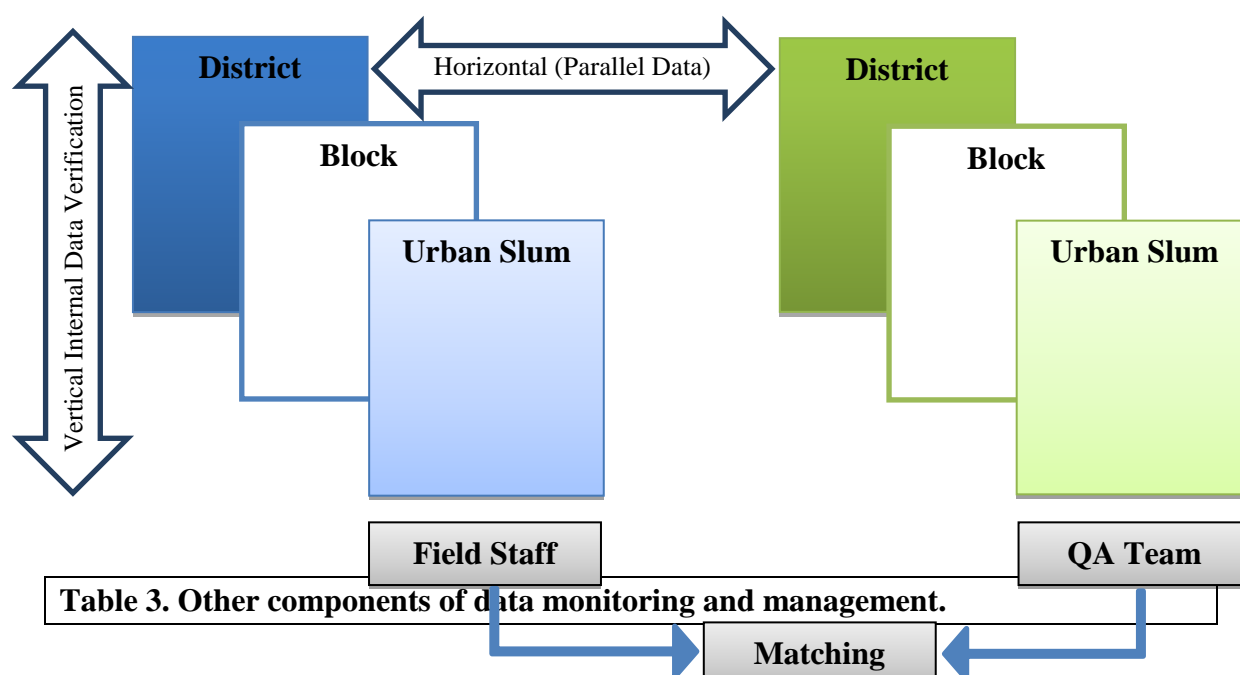 District
Horizontal (Parallel Data)
District
Vertical Internal Data Verification
Block
Block
Urban Slum
Urban Slum
Field Staff
QA Team
Table 3. Other components of data monitoring and management.
Matching